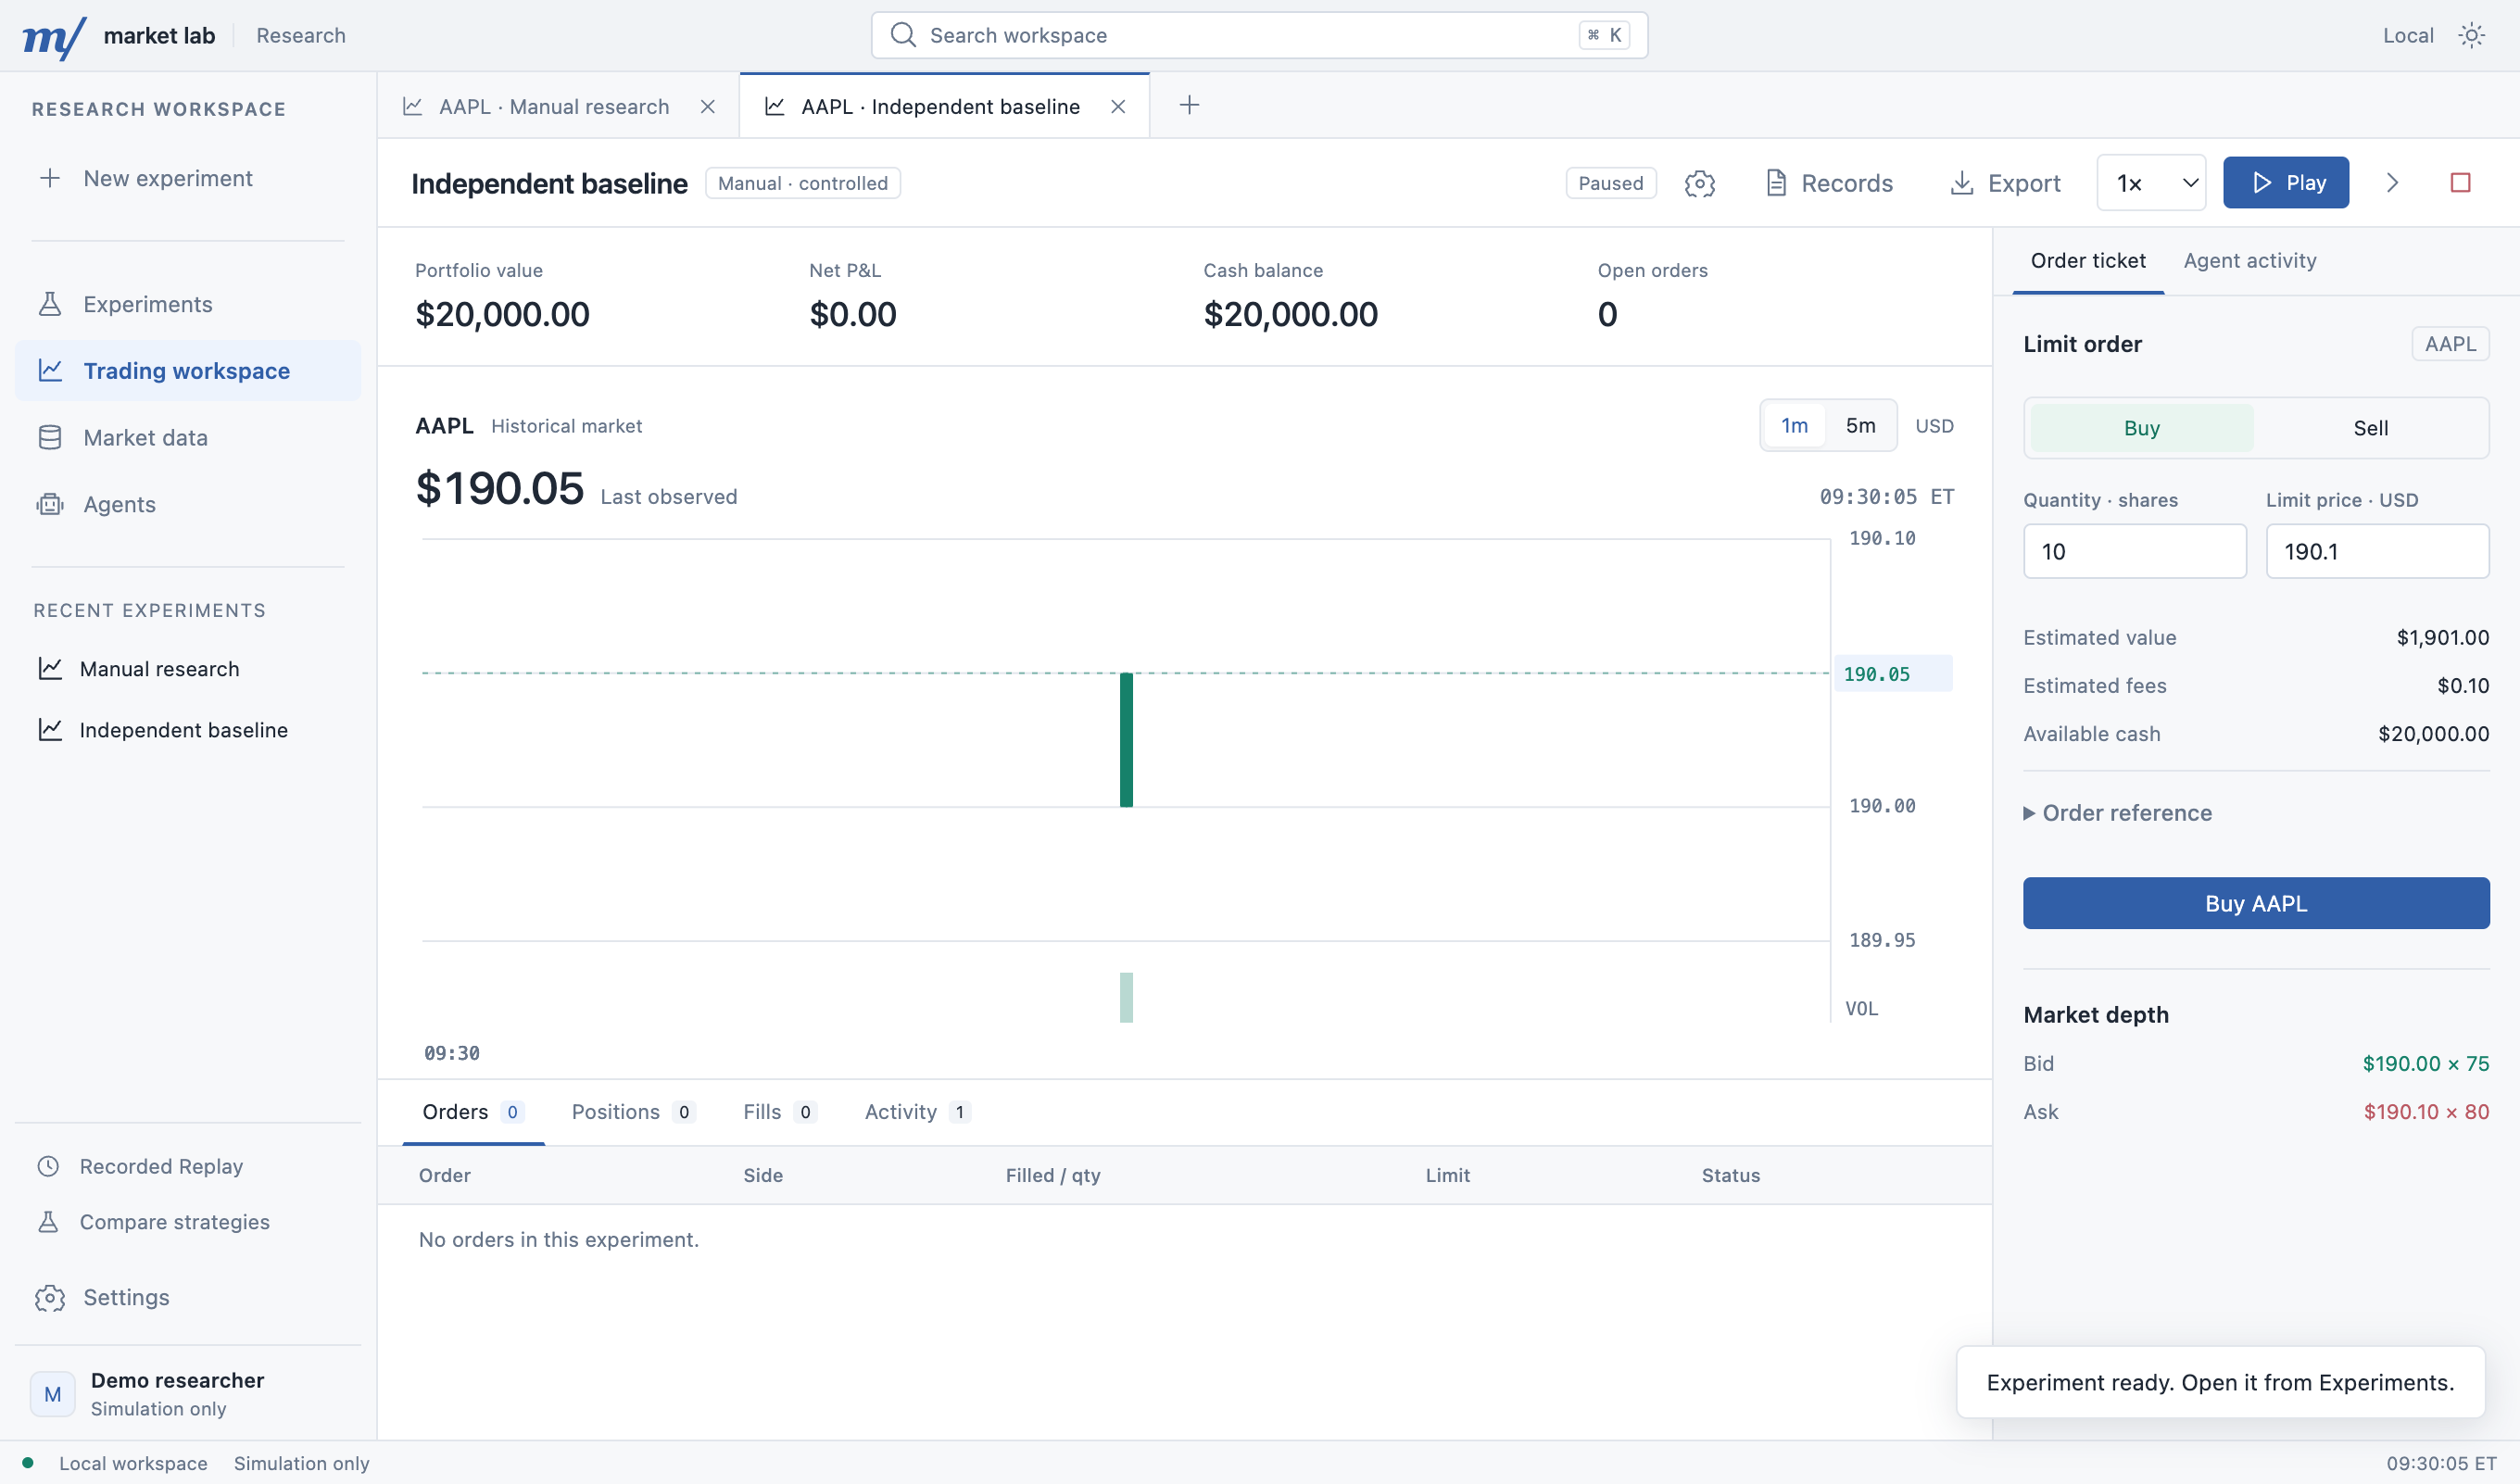 m/ market lab Research
Search workspace ⌘ K
Local
RESEARCH WORKSPACE
New experiment
Experiments
Trading workspace
Market data
Agents
RECENT EXPERIMENTS
Manual research
Independent baseline
Recorded Replay
Compare strategies
Settings
M Demo researcher
Simulation only
AAPL · Manual research
AAPL · Independent baseline
Independent baseline Manual · controlled
Paused Records Export 1× Play
Portfolio value Net P&L Cash balance Open orders
$20,000.00 $0.00 $20,000.00 0
AAPL Historical market 1m 5m USD
$190.05 Last observed 09:30:05 ET
190.10
190.05
190.00
189.95
VOL
09:30
Orders 0 Positions 0 Fills 0 Activity 1
Order Side Filled / qty Limit Status
No orders in this experiment.
Order ticket Agent activity
Limit order AAPL
Buy Sell
Quantity · shares Limit price · USD
10 190.1
Estimated value $1,901.00
Estimated fees $0.10
Available cash $20,000.00
Order reference
Buy AAPL
Market depth
Bid $190.00 × 75
Ask $190.10 × 80
Experiment ready. Open it from Experiments.
Local workspace Simulation only 09:30:05 ET